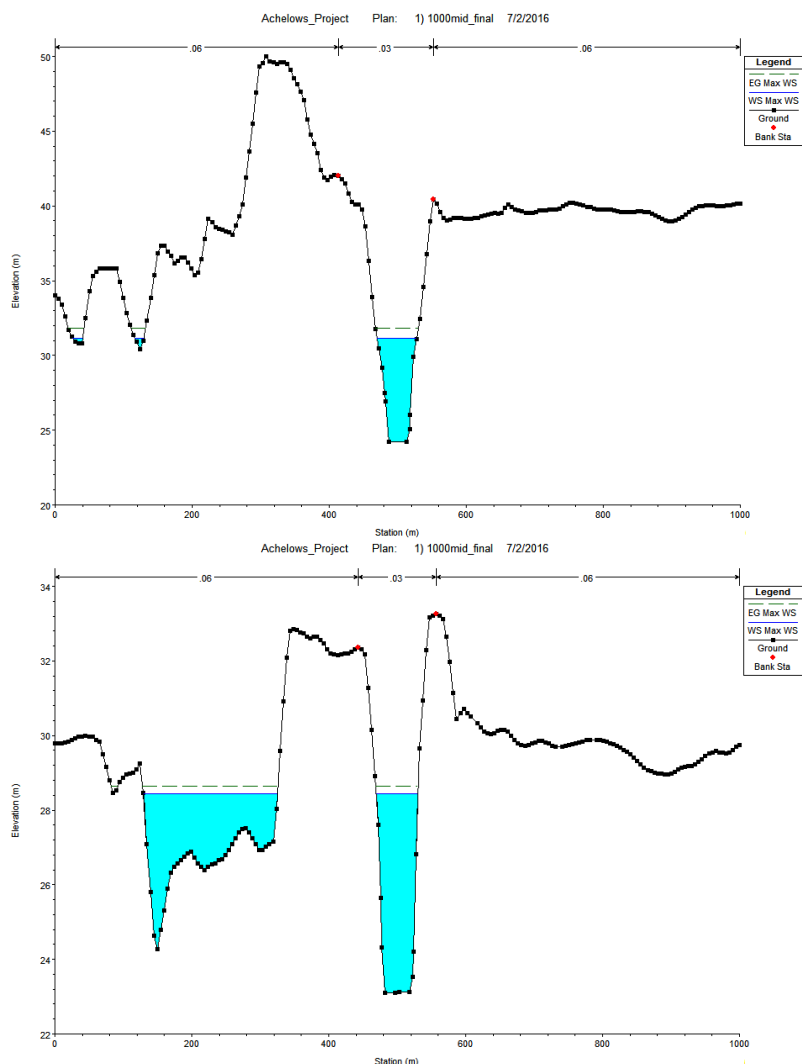 Achelows_Project Plan: 1) 1000mid_final 7/2/2016
.06 .03 .06
Legend
EG Max WS
WS Max WS
Ground
Bank Sta
50
45
40
35
30
25
20
Elevation (m)
0 200 400 600 800 1000
Station (m)
Achelows_Project Plan: 1) 1000mid_final 7/2/2016
.06 .03 .06
Legend
EG Max WS
WS Max WS
Ground
Bank Sta
34
32
30
28
26
24
22
Elevation (m)
0 200 400 600 800 1000
Station (m)